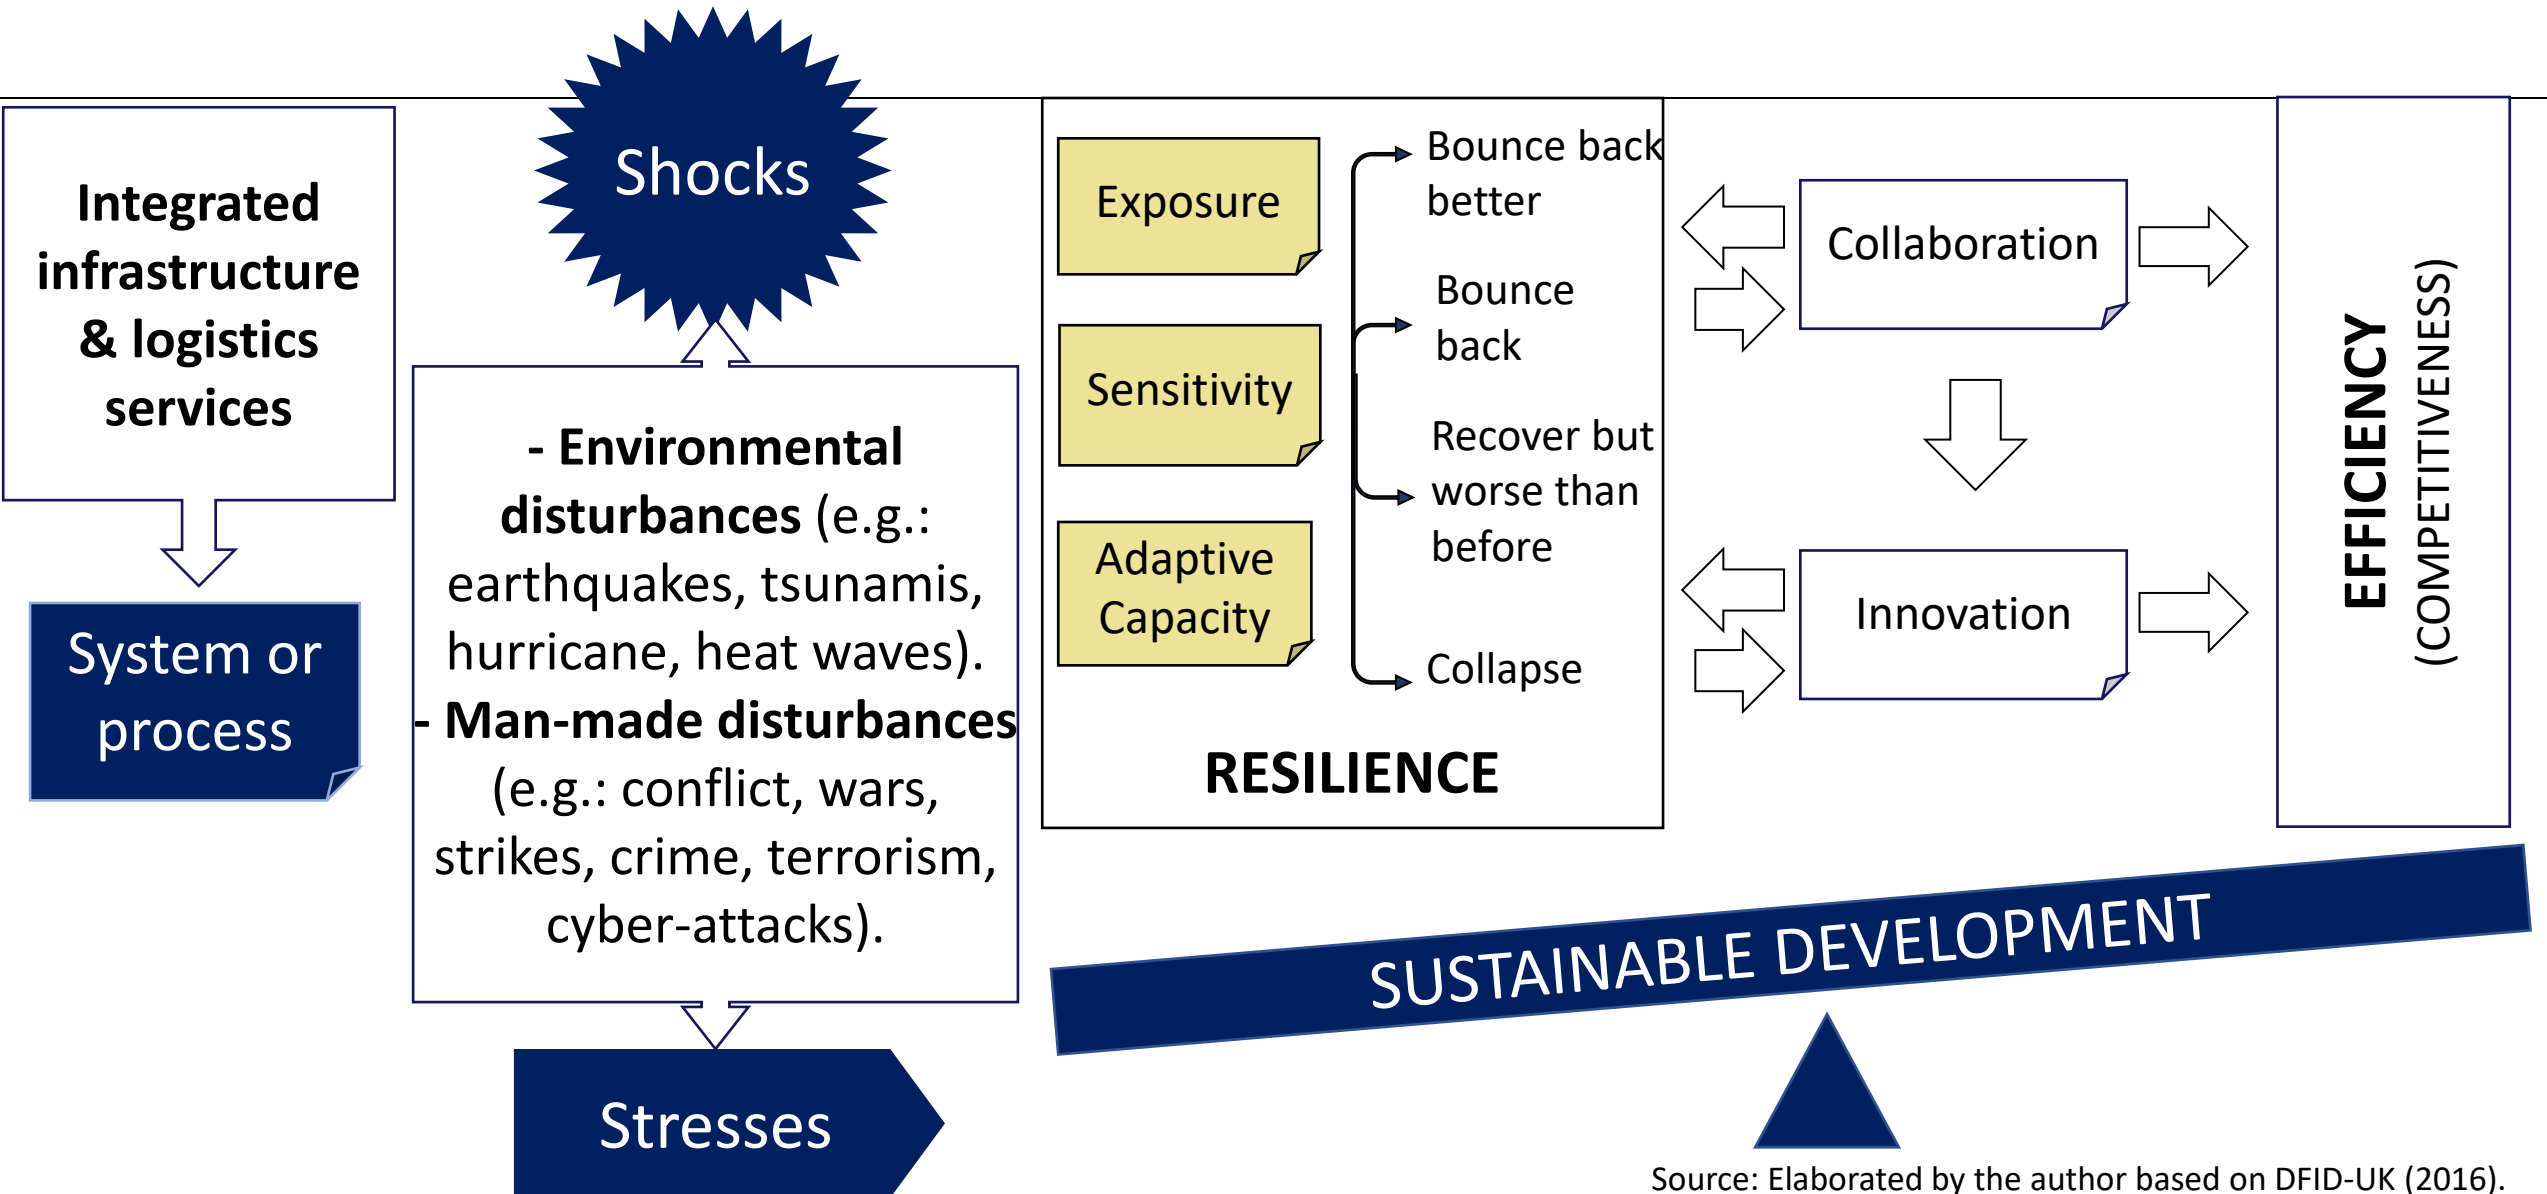 Integrated
infrastructure
& logistics
services
System or
process
Shocks
- Environmental
disturbances (e.g.:
earthquakes, tsunamis,
hurricane, heat waves).
- Man-made disturbances
(e.g.: conflict, wars,
strikes, crime, terrorism,
cyber-attacks).
Stresses
Exposure
Sensitivity
Adaptive
Capacity
Bounce back
better
Bounce
back
Recover but
worse than
before
Collapse
RESILIENCE
Collaboration
Innovation
EFFICIENCY
(COMPETITIVENESS)
SUSTAINABLE DEVELOPMENT
Source: Elaborated by the author based on DFID-UK (2016).